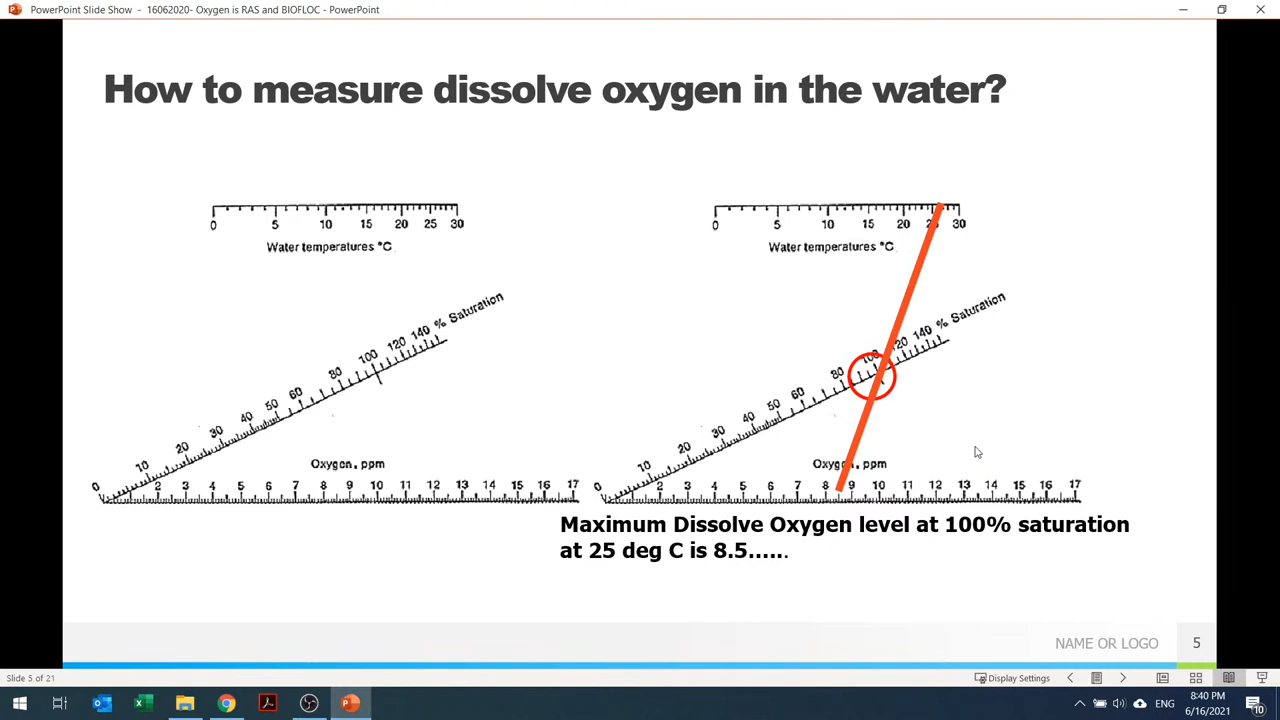 PowerPoint Slide Show - 16062020- Oxygen is RAS and BIOFLOC - PowerPoint
How to measure dissolve oxygen in the water?
0 5 10 15 20 25 30
Water temperatures °C
0 5 10 15 20 25 30
Water temperatures °C
0 10 20 30 40 50 60 80 100 120 140 % Saturation
0 10 20 30 40 50 60 80 100 120 140 % Saturation
Oxygen, ppm
2 3 4 5 6 7 8 9 10 11 12 13 14 15 16 17
Oxygen, ppm
2 3 4 5 6 7 8 9 10 11 12 13 14 15 16 17
Maximum Dissolve Oxygen level at 100% saturation
at 25 deg C is 8.5......
NAME OR LOGO
5
Slide 5 of 21
Display Settings
8:40 PM
ENG
6/16/2021
10